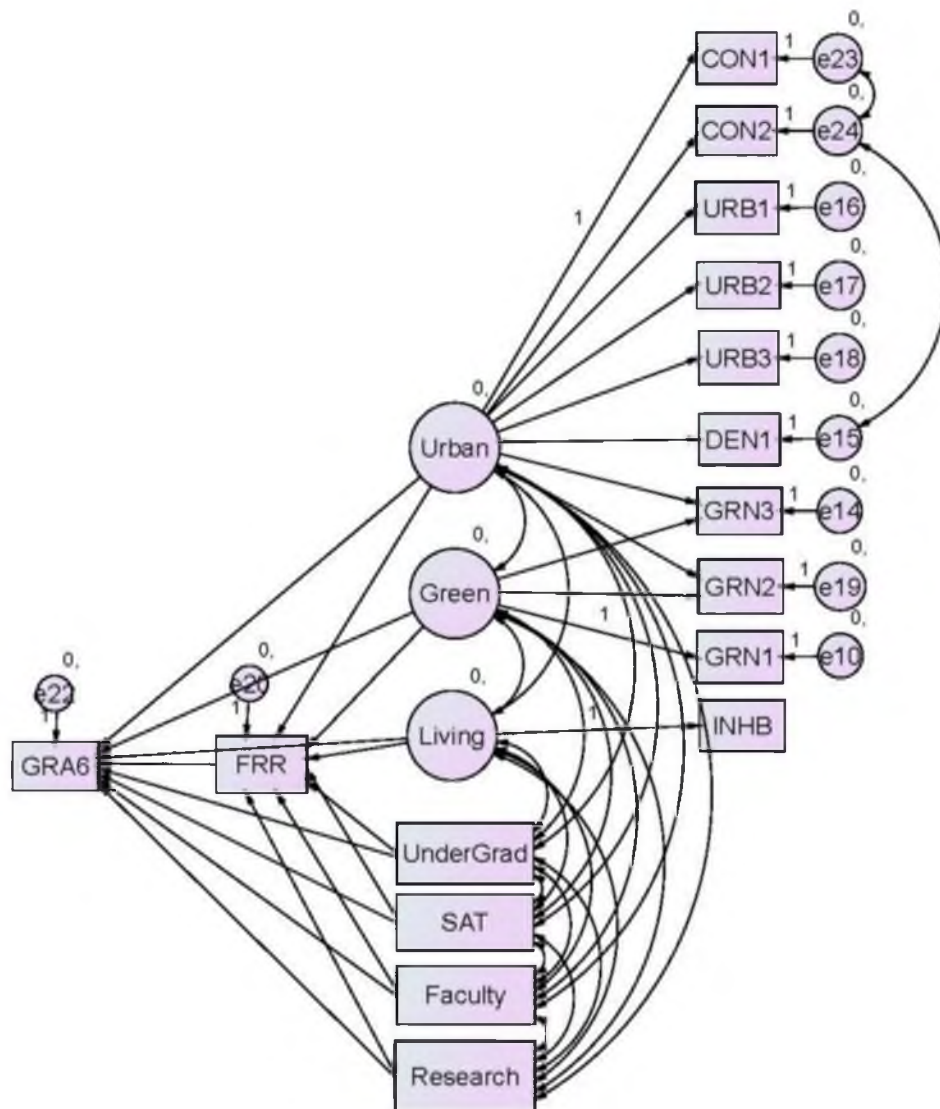 0,
CON1
1
e23
0,
CON2
1
e24
0,
URB1
1
e16
0,
1
URB2
1
e17
0,
URB3
1
e18
0,
0,
Urban
DEN1
1
e15
0,
GRN3
1
e14
0,
Green
0,
GRN2
1
e19
0,
1
GRN1
1
e10
0,
0,
0,
e22
1
e20
1
Living
1
INHB
GRA6
FRR
UnderGrad
SAT
Faculty
Research